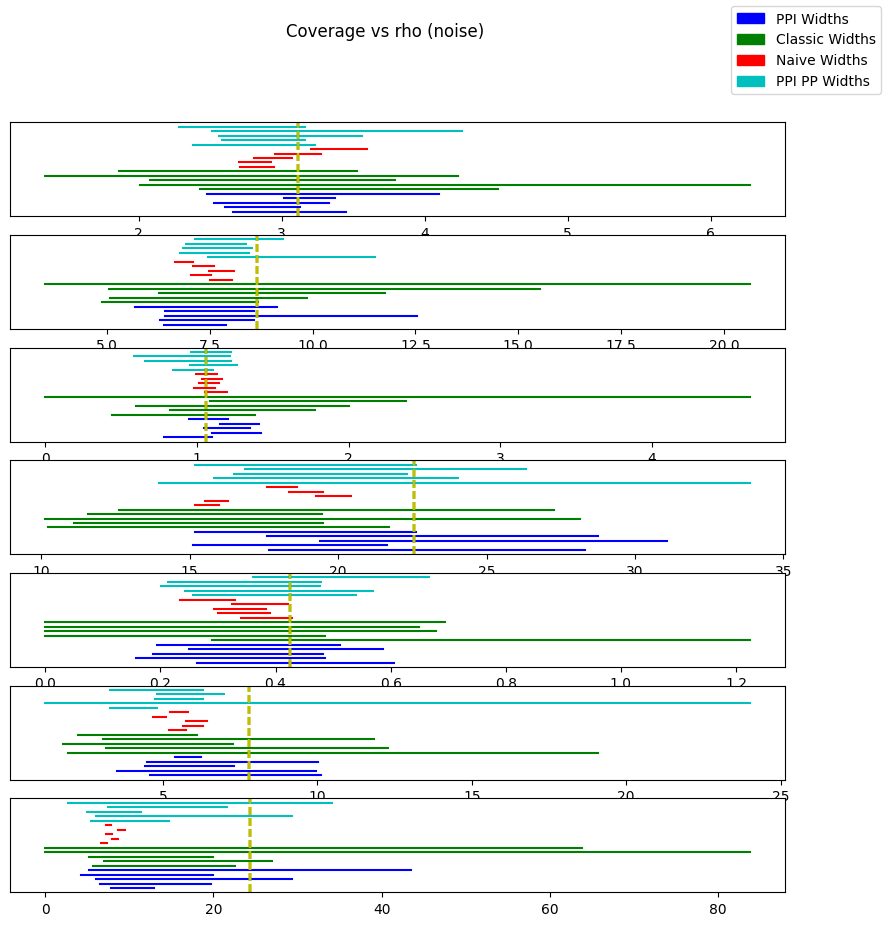 Coverage vs rho (noise)
PPI Widths
Classic Widths
Naive Widths
PPI PP Widths
2 3 4 5 6
5.0 7.5 10.0 12.5 15.0 17.5 20.0
0 1 2 3 4
10 15 20 25 30 35
0.0 0.2 0.4 0.6 0.8 1.0 1.2
5 10 15 20 25
0 20 40 60 80